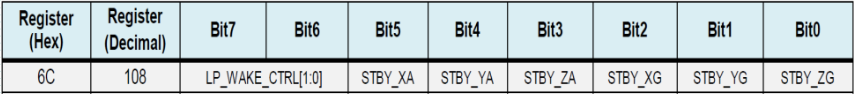 Register (Hex) Register (Decimal) Bit7 Bit6 Bit5 Bit4 Bit3 Bit2 Bit1 Bit0
6C 108 LP_WAKE_CTRL[1:0] STBY_XA STBY_YA STBY_ZA STBY_XG STBY_YG STBY_ZG